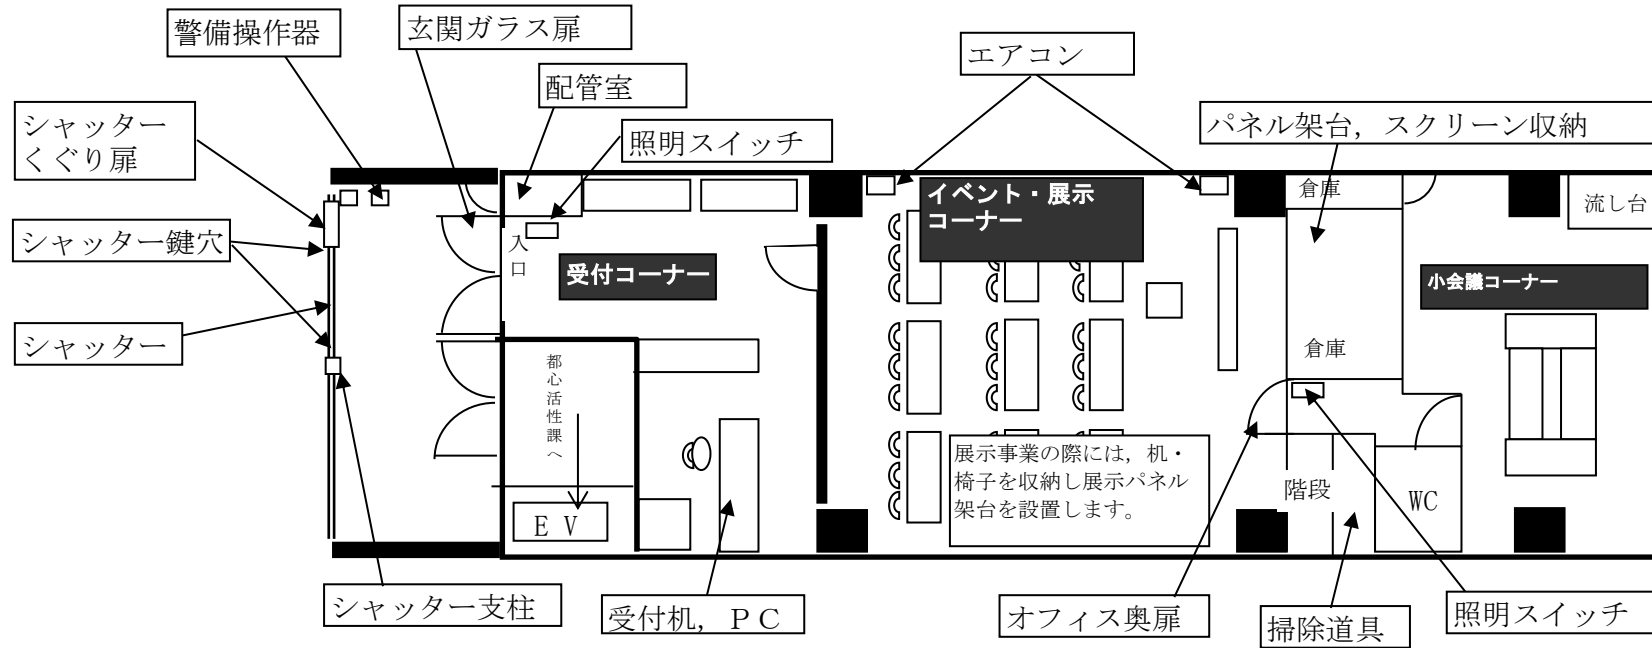 警備操作器
玄関ガラス扉
配管室
エアコン
シャッター
くぐり扉
照明スイッチ
パネル架台，スクリーン収納
シャッター鍵穴
シャッター
入口
受付コーナー
イベント・展示
コーナー
倉庫
流し台
小会議コーナー
倉庫
都心活性課へ
ＥＶ
展示事業の際には，机・
椅子を収納し展示パネル
架台を設置します。
階段
WC
シャッター支柱
受付机，ＰＣ
オフィス奥扉
掃除道具
照明スイッチ